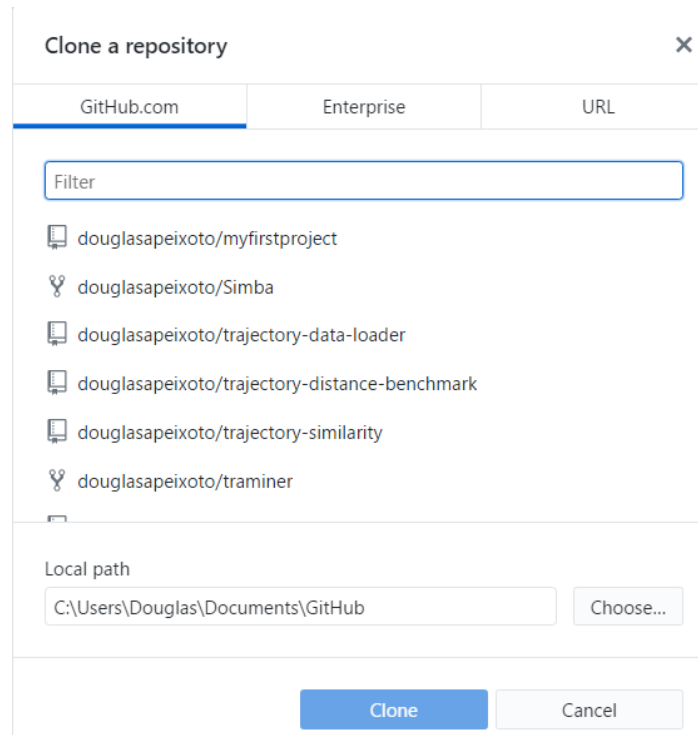 Clone a repository
GitHub.com Enterprise URL
Filter
douglasapeixoto/myfirstproject
douglasapeixoto/Simba
douglasapeixoto/trajectory-data-loader
douglasapeixoto/trajectory-distance-benchmark
douglasapeixoto/trajectory-similarity
douglasapeixoto/traminer
Local path
C:\Users\Douglas\Documents\GitHub Choose...
Clone Cancel